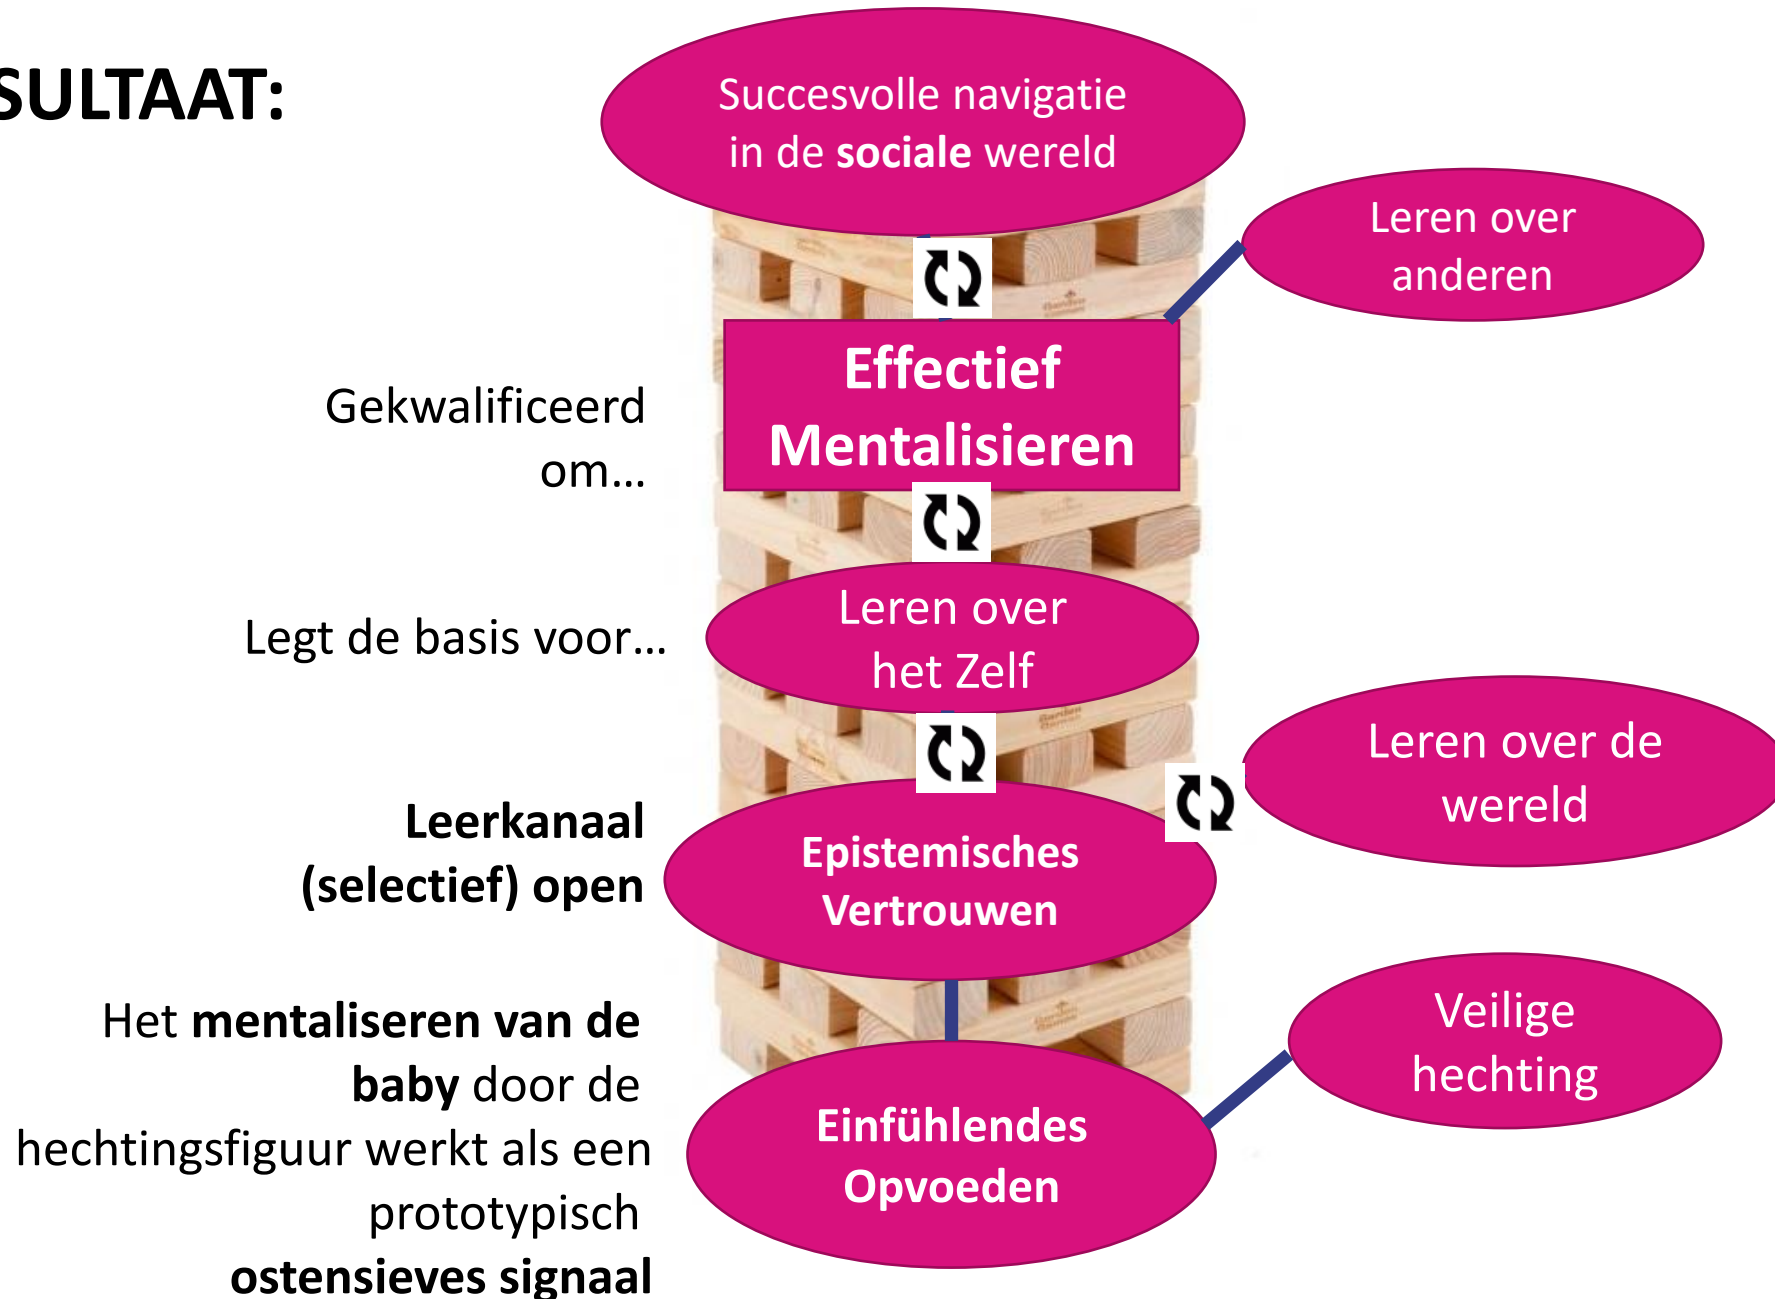 SULTAAT:
Succesvolle navigatie
in de sociale wereld
Leren over
anderen
Effectief
Mentalisieren
Gekwalificeerd
om...
Leren over
het Zelf
Legt de basis voor...
Leren over de
wereld
Leerkanaal
(selectief) open
Epistemisches
Vertrouwen
Het mentaliseren van de
baby door de
hechtingsfiguur werkt als een
prototypisch
ostensieves signaal
Veilige
hechting
Einfühlendes
Opvoeden